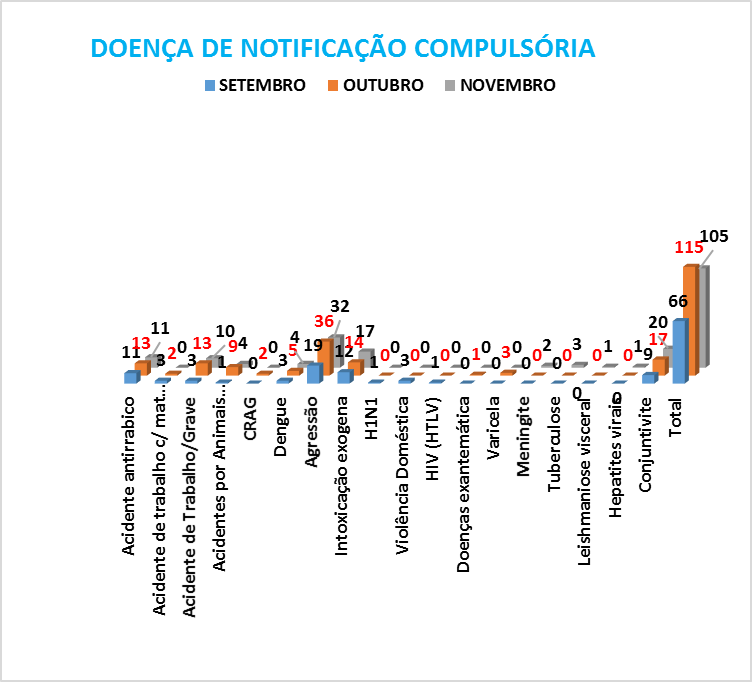 DOENÇA DE NOTIFICAÇÃO COMPULSÓRIA
SETEMBRO OUTUBRO NOVEMBRO
115 105
66
36 32
19
13 11 13 10 14 17 17 20
11 3 2 0 3 1 9 4 0 2 0 3 5 4 12 1 0 0 3 0 0 1 0 0 0 1 0 0 3 0 0 0 2 0 0 3 0 0 1 0 0 1 9
Acidente antirrabico
Acidente de trabalho c/ mat...
Acidente de Trabalho/Grave
Acidentes por Animais...
CRAG
Dengue
Agressão
Intoxicação exogena
H1N1
Violência Doméstica
HIV (HTLV)
Doenças exantemática
Varicela
Meningite
Tuberculose
Leishmaniose visceral
Hepatites virais
Conjuntivite
Total